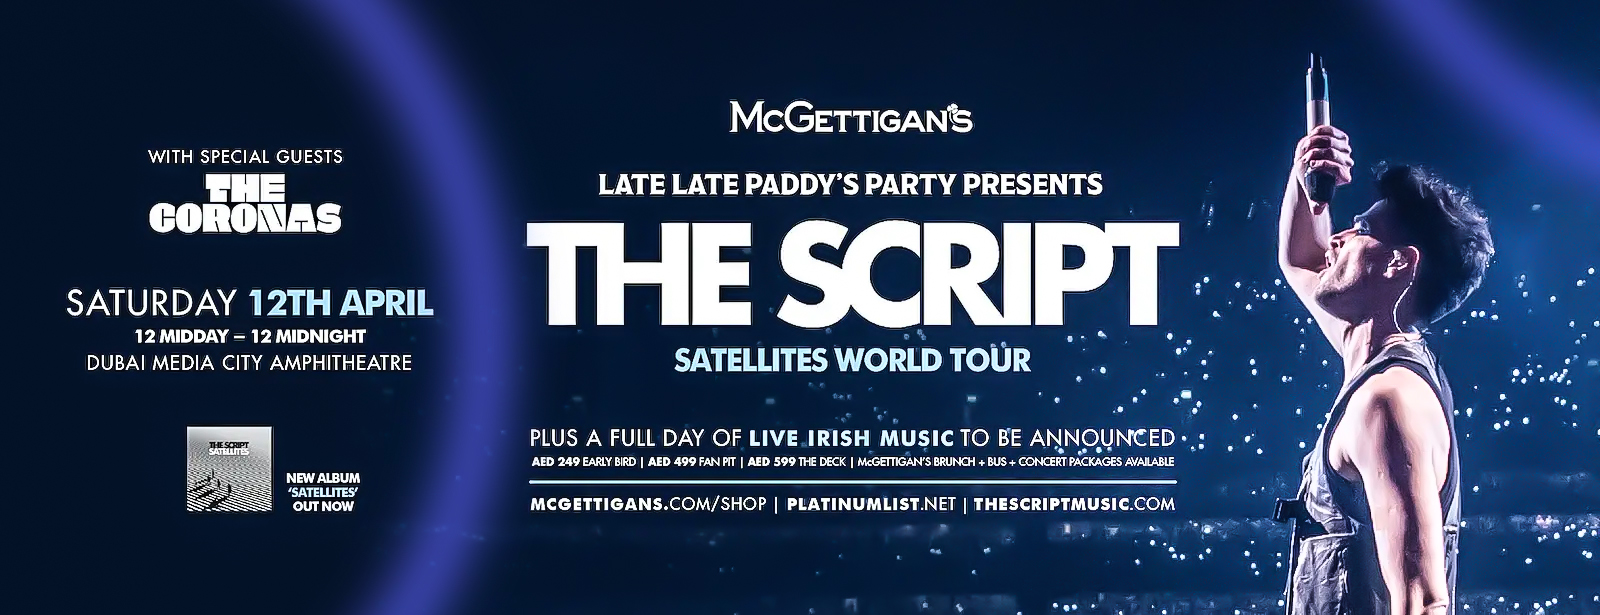 WITH SPECIAL GUESTS
THE
CORONAS
SATURDAY 12TH APRIL
12 MIDDAY – 12 MIDNIGHT
DUBAI MEDIA CITY AMPHITHEATRE
THE SCRIPT
SATELLITES
NEW ALBUM
'SATELLITES'
OUT NOW
McGETTIGAN'S
LATE LATE PADDY'S PARTY PRESENTS
THE SCRIPT
SATELLITES WORLD TOUR
PLUS A FULL DAY OF LIVE IRISH MUSIC TO BE ANNOUNCED
AED 249 EARLY BIRD | AED 499 FAN PIT | AED 599 THE DECK | McGETTIGAN'S BRUNCH + BUS + CONCERT PACKAGES AVAILABLE
MCGETTIGANS.COM/SHOP | PLATINUMLIST.NET | THESCRIPTMUSIC.COM